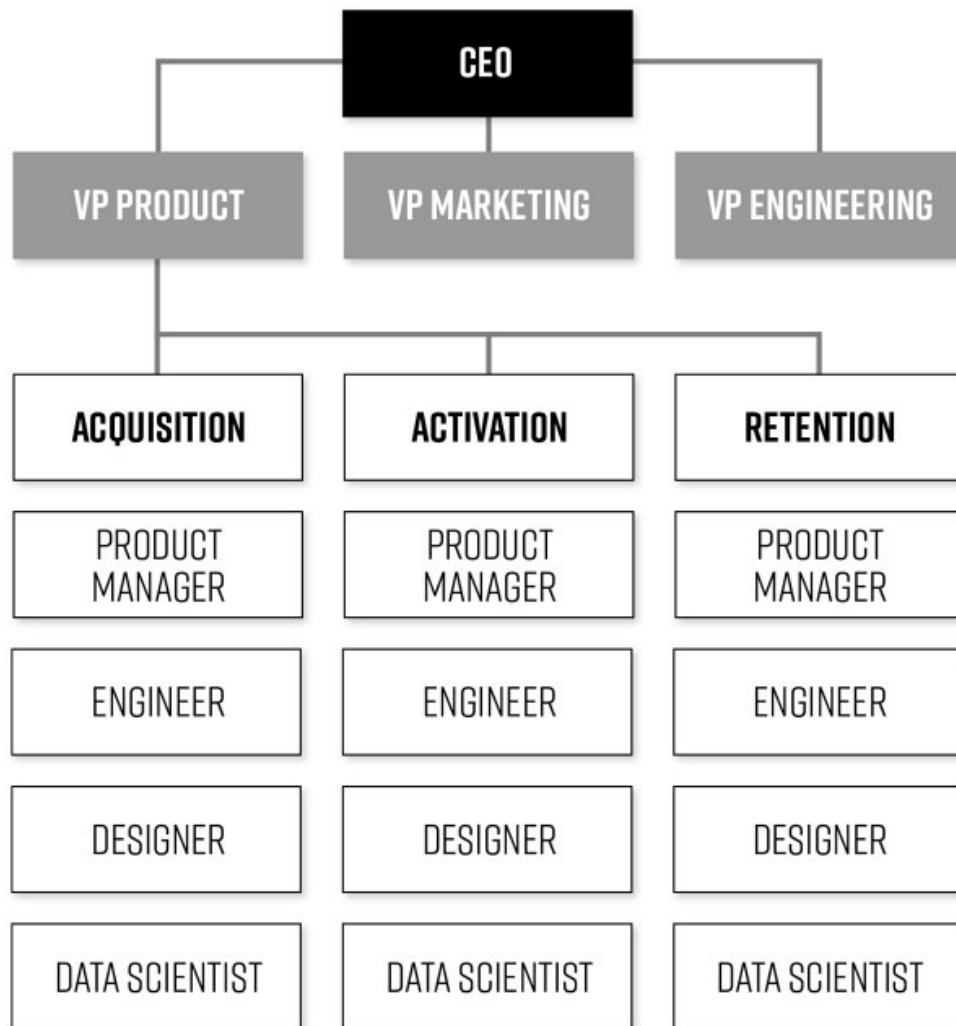 CEO
VP PRODUCT
VP MARKETING
VP ENGINEERING
ACQUISITION
ACTIVATION
RETENTION
PRODUCT
MANAGER
PRODUCT
MANAGER
PRODUCT
MANAGER
ENGINEER
ENGINEER
ENGINEER
DESIGNER
DESIGNER
DESIGNER
DATA SCIENTIST
DATA SCIENTIST
DATA SCIENTIST